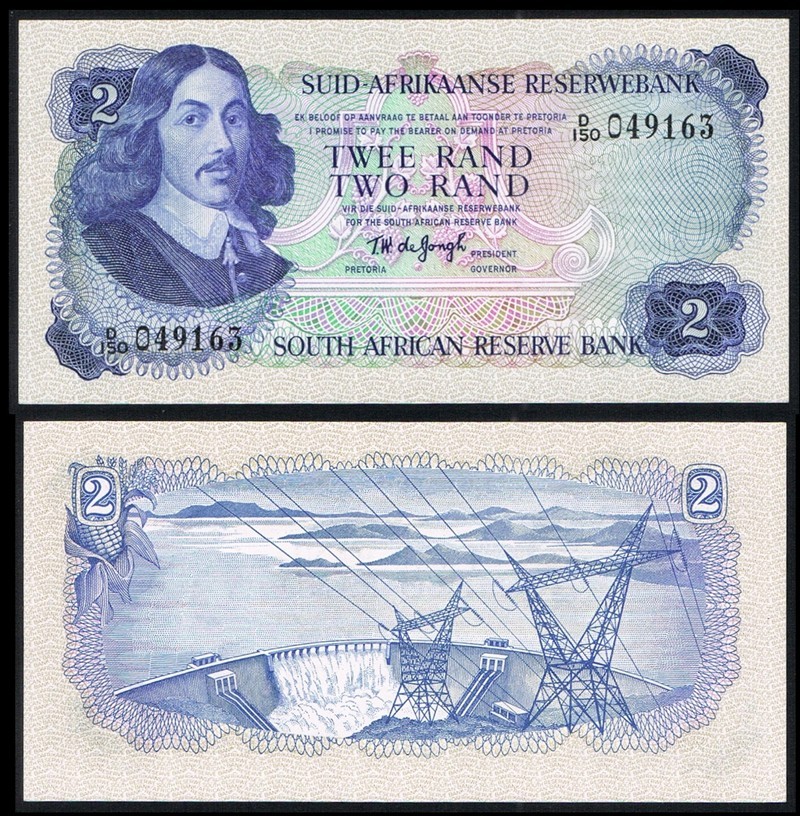 2
SUID-AFRIKAANSE RESERWEBANK
EK BELOOF OP AANVRAAG TE BETAAL AAN TOONDER TE PRETORIA
I PROMISE TO PAY THE BEARER ON DEMAND AT PRETORIA
D/150 049163
TWEE RAND
TWO RAND
VIR DIE SUID-AFRIKAANSE RESERWEBANK
FOR THE SOUTH AFRICAN RESERVE BANK
T.W. de Jongh
PRESIDENT
PRETORIA GOVERNOR
2
D/150 049163
SOUTH AFRICAN RESERVE BANK
2
2